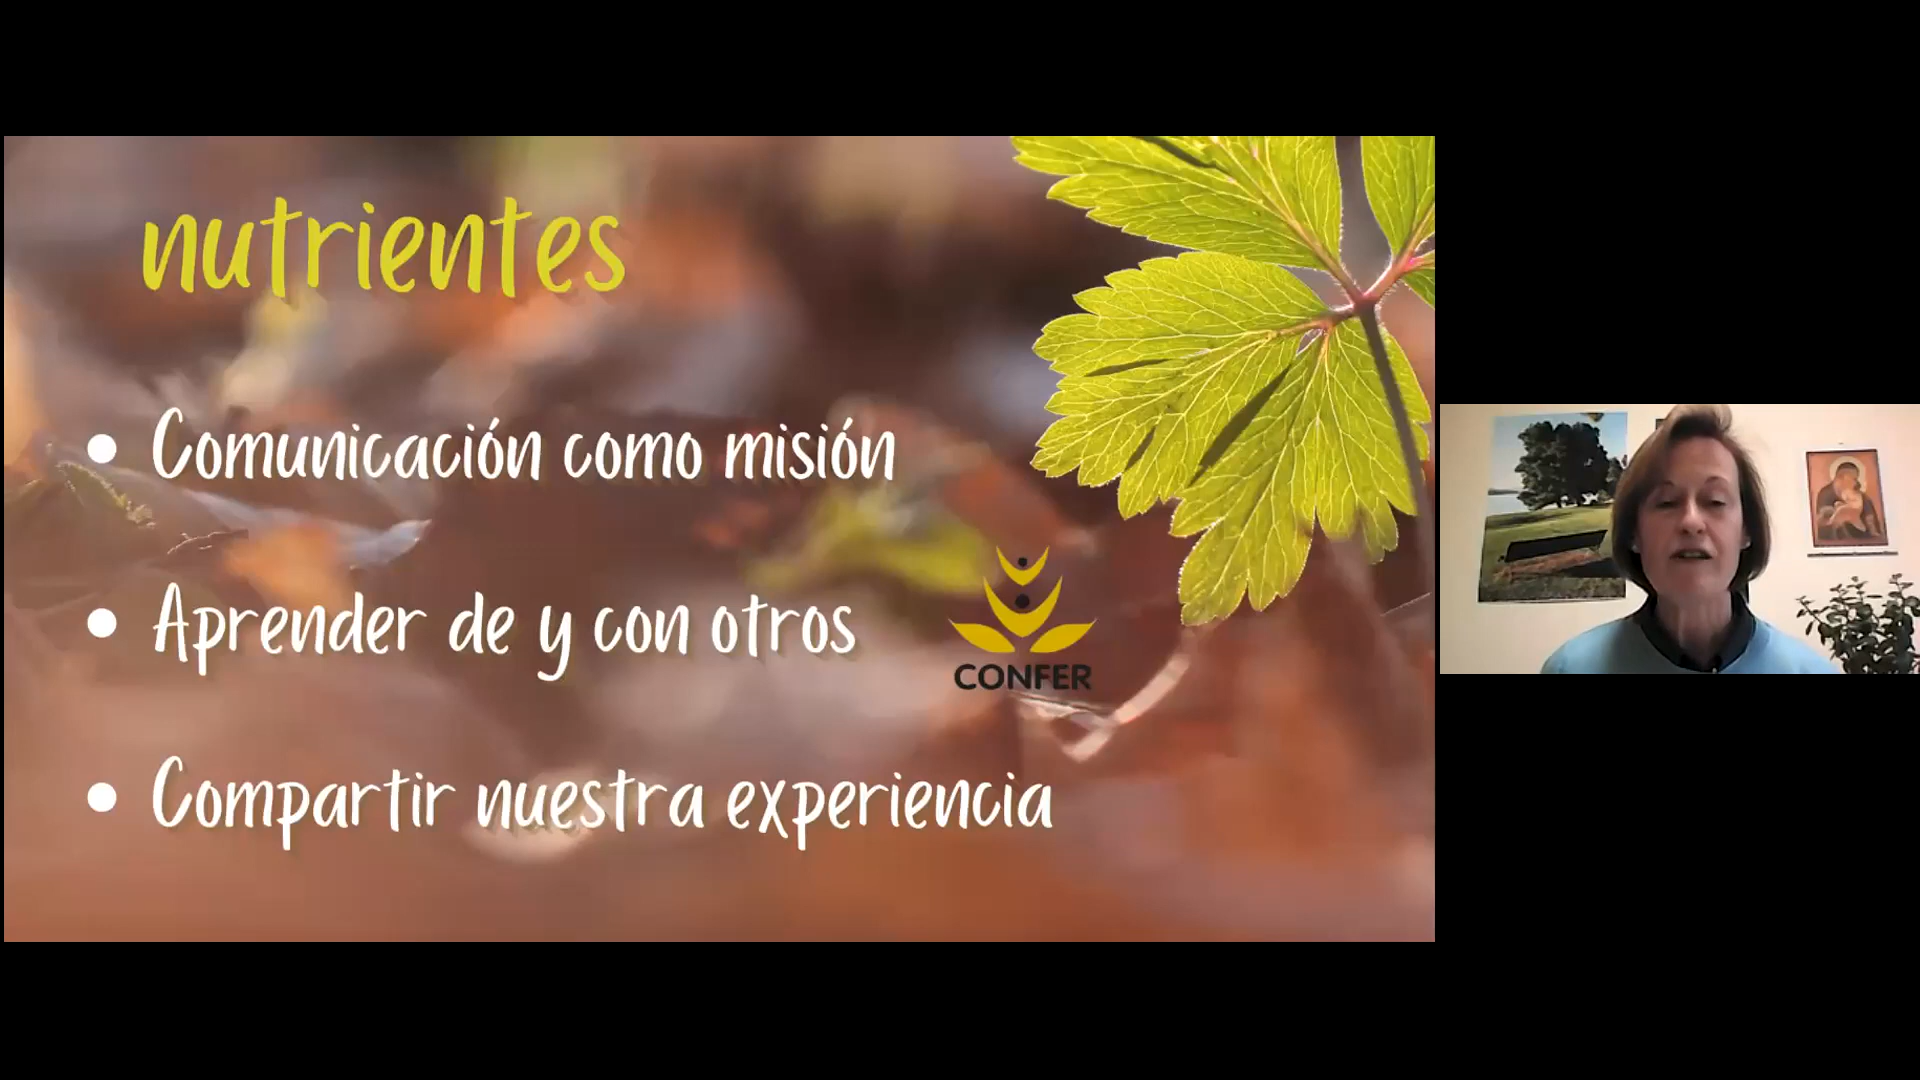 nutrientes
• Comunicación como misión
• Aprender de y con otros
CONFER
• Compartir nuestra experiencia